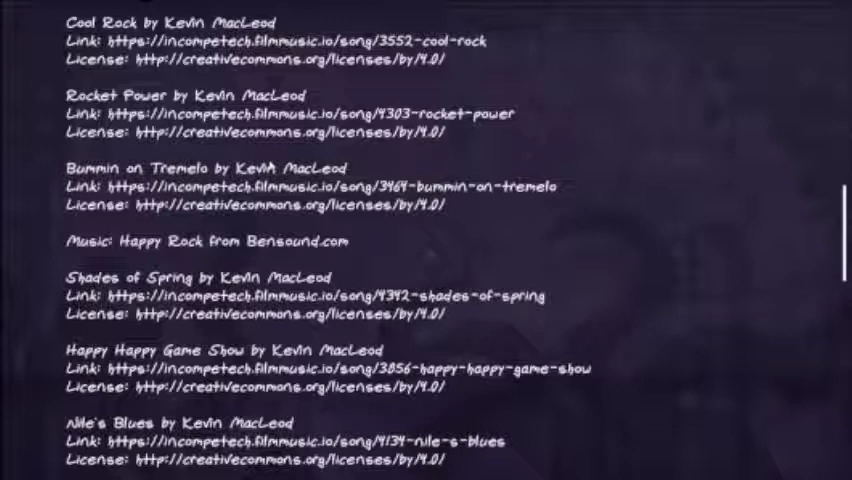 Cool Rock by Kevin MacLeod
Link: https://incompetech.filmmusic.io/song/3552-cool-rock
License: http://creativecommons.org/licenses/by/4.0/
Rocket Power by Kevin MacLeod
Link: https://incompetech.filmmusic.io/song/4303-rocket-power
License: http://creativecommons.org/licenses/by/4.0/
Bummin on Tremelo by Kevin MacLeod
Link: https://incompetech.filmmusic.io/song/3464-bummin-on-tremelo
License: http://creativecommons.org/licenses/by/4.0/
Music: Happy Rock from Bensound.com
Shades of Spring by Kevin MacLeod
Link: https://incompetech.filmmusic.io/song/4342-shades-of-spring
License: http://creativecommons.org/licenses/by/4.0/
Happy Happy Game Show by Kevin MacLeod
Link: https://incompetech.filmmusic.io/song/3856-happy-happy-game-show
License: http://creativecommons.org/licenses/by/4.0/
Nile's Blues by Kevin MacLeod
Link: https://incompetech.filmmusic.io/song/4134-nile-s-blues
License: http://creativecommons.org/licenses/by/4.0/